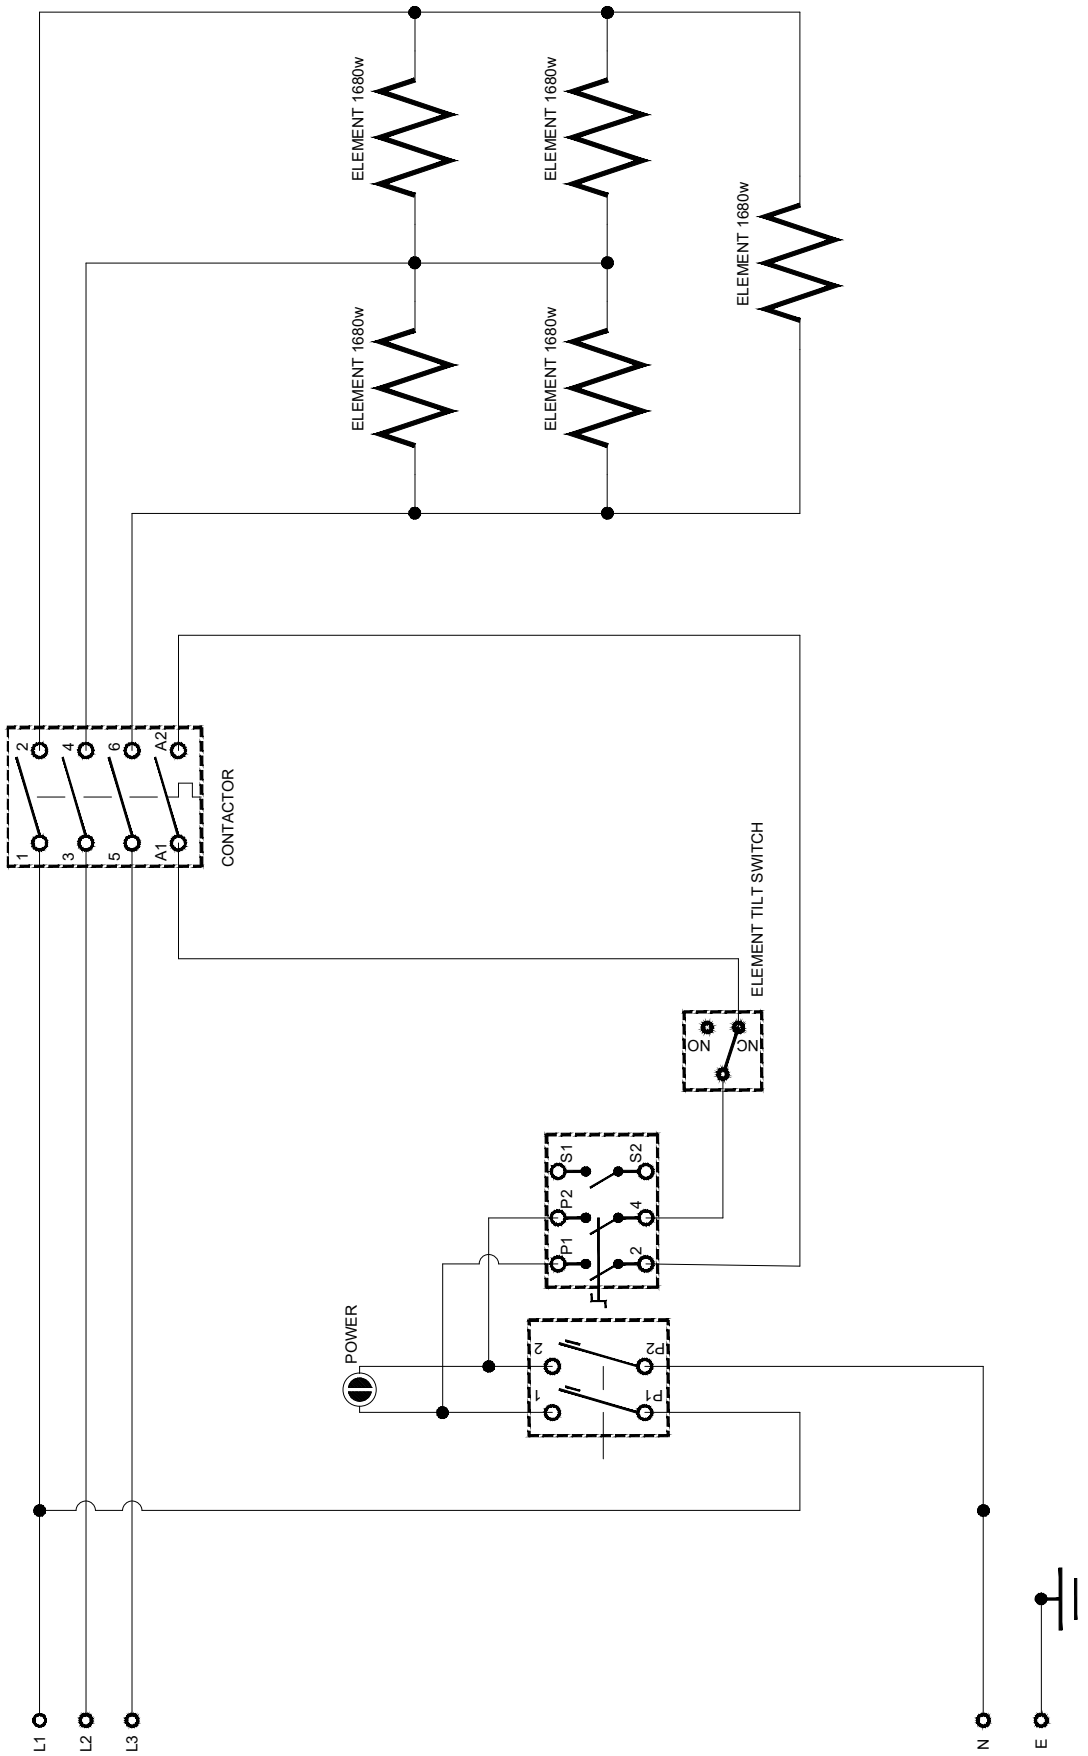 L1
L2
L3
N
E
1
2
3
4
5
6
A1
A2
CONTACTOR
ELEMENT 1680w
ELEMENT 1680w
ELEMENT 1680w
ELEMENT 1680w
ELEMENT 1680w
POWER
1
2
P1
P2
P1
P2
S1
2
4
S2
NO
NC
ELEMENT TILT SWITCH